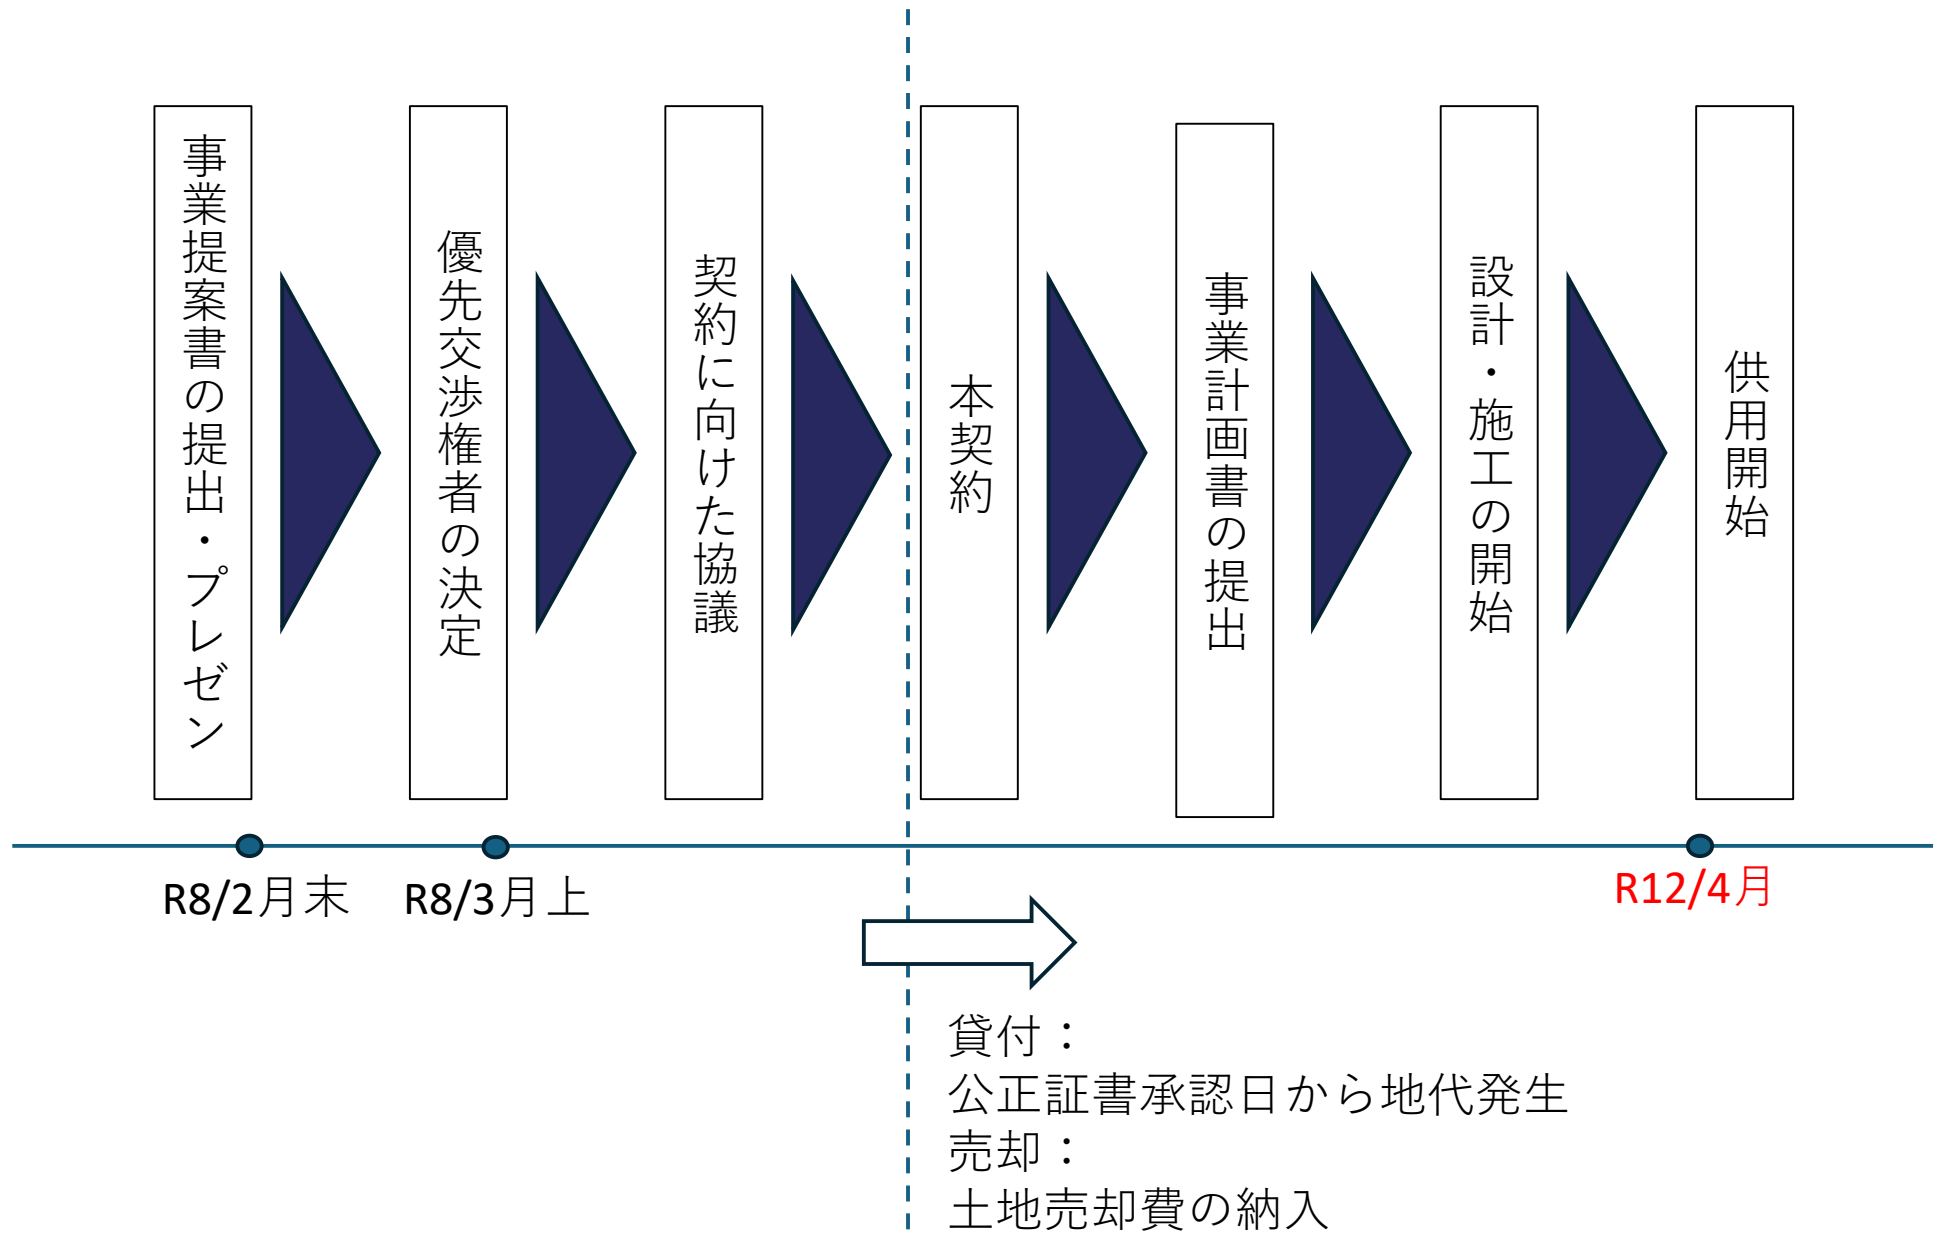 事業提案書の提出・プレゼン
優先交渉権者の決定
契約に向けた協議
本契約
事業計画書の提出
設計・施工の開始
供用開始
R8/2月末
R8/3月上
R12/4月
貸付：
公正証書承認日から地代発生
売却：
土地売却費の納入